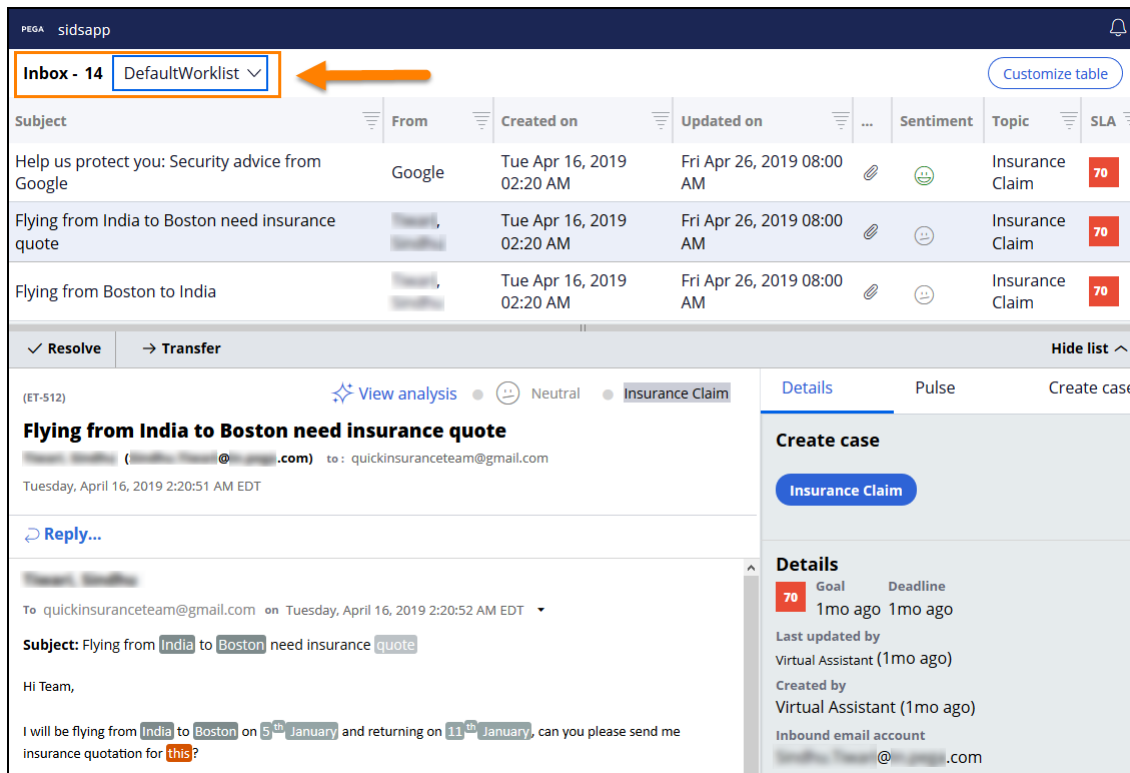 PEGA sidsapp
Inbox - 14 DefaultWorklist
Customize table
Subject From Created on Updated on ... Sentiment Topic SLA
Help us protect you: Security advice from
Google
Google
Tue Apr 16, 2019
02:20 AM
Fri Apr 26, 2019 08:00
AM
Insurance
Claim
70
Flying from India to Boston need insurance
quote
,
Tue Apr 16, 2019
02:20 AM
Fri Apr 26, 2019 08:00
AM
Insurance
Claim
70
Flying from Boston to India
,
Tue Apr 16, 2019
02:20 AM
Fri Apr 26, 2019 08:00
AM
Insurance
Claim
70
Resolve Transfer Hide list
(ET-512) View analysis Neutral Insurance Claim
Flying from India to Boston need insurance quote
( @ .com) to: quickinsuranceteam@gmail.com
Tuesday, April 16, 2019 2:20:51 AM EDT
Reply...
To quickinsuranceteam@gmail.com on Tuesday, April 16, 2019 2:20:52 AM EDT
Subject: Flying from India to Boston need insurance quote
Hi Team,
I will be flying from India to Boston on 5 th January and returning on 11 th January, can you please send me
insurance quotation for this?
Details Pulse Create case
Create case
Insurance Claim
Details
70
Goal Deadline
1mo ago 1mo ago
Last updated by
Virtual Assistant (1mo ago)
Created by
Virtual Assistant (1mo ago)
Inbound email account
@ .com